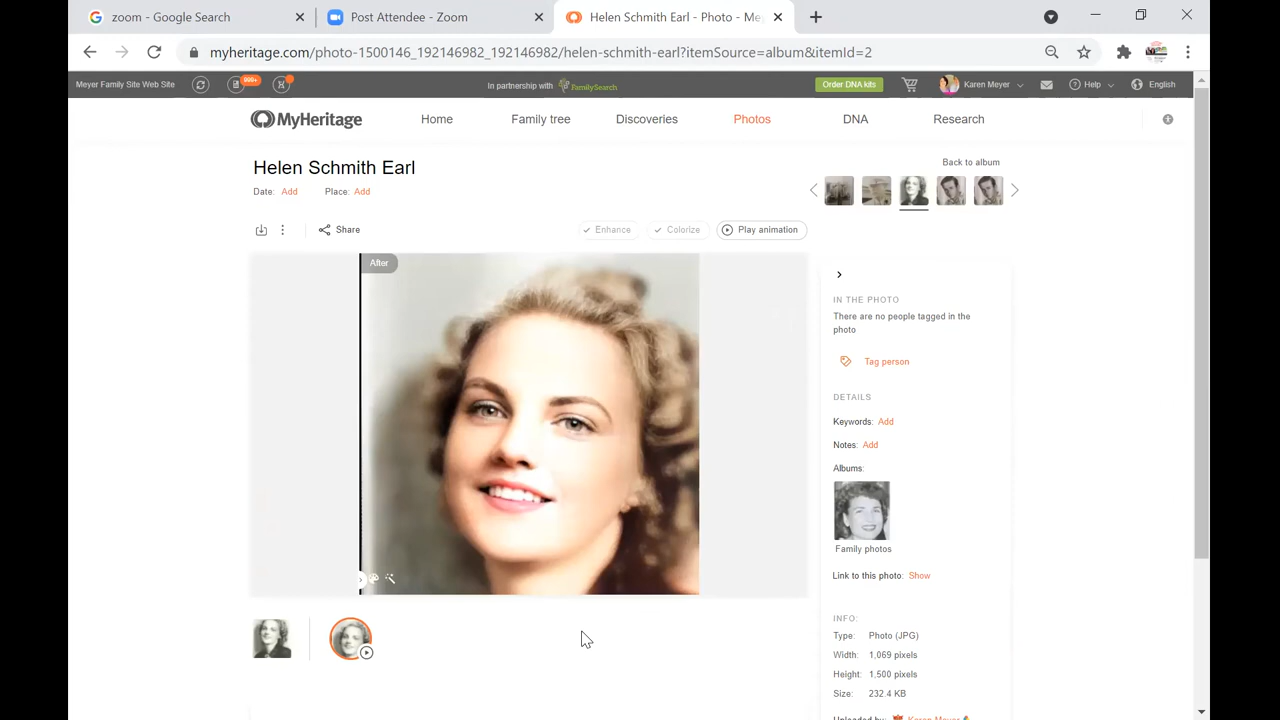 zoom - Google Search
Post Attendee - Zoom
Helen Schmith Earl - Photo - Me
myheritage.com/photo-1500146_192146982_192146982/helen-schmith-earl?itemSource=album&itemId=2
Meyer Family Site Web Site
999+
In partnership with FamilySearch
Order DNA kits
Karen Meyer
Help
English
MyHeritage
Home
Family tree
Discoveries
Photos
DNA
Research
Helen Schmith Earl
Back to album
Date: Add
Place: Add
Share
Enhance
Colorize
Play animation
After
IN THE PHOTO
There are no people tagged in the
photo
Tag person
DETAILS
Keywords: Add
Notes: Add
Albums:
Family photos
Link to this photo: Show
INFO:
Type: Photo (JPG)
Width: 1,069 pixels
Height: 1,500 pixels
Size: 232.4 KB
Uploaded by: Karen Meyer